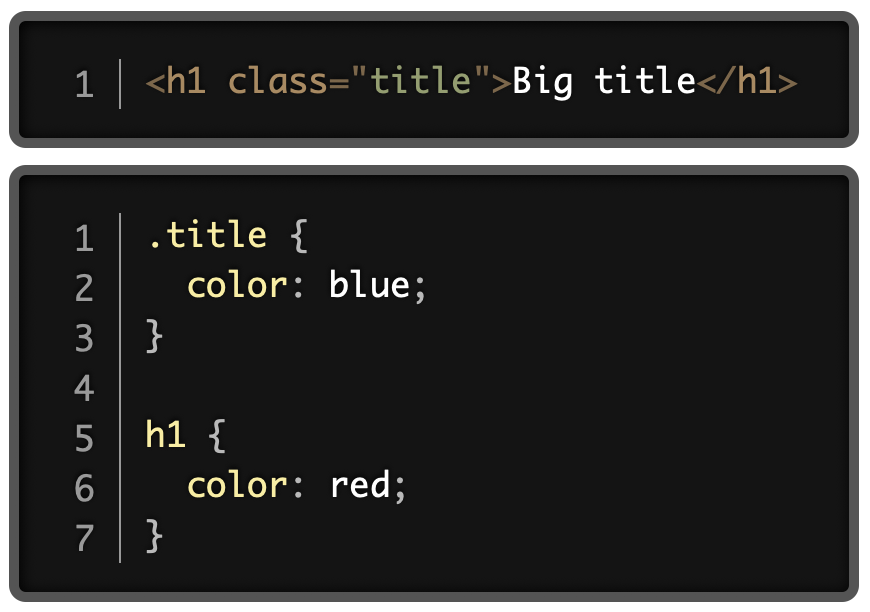 1 <h1 class="title">Big title</h1>
1 .title {
2   color: blue;
3 }
4
5 h1 {
6   color: red;
7 }